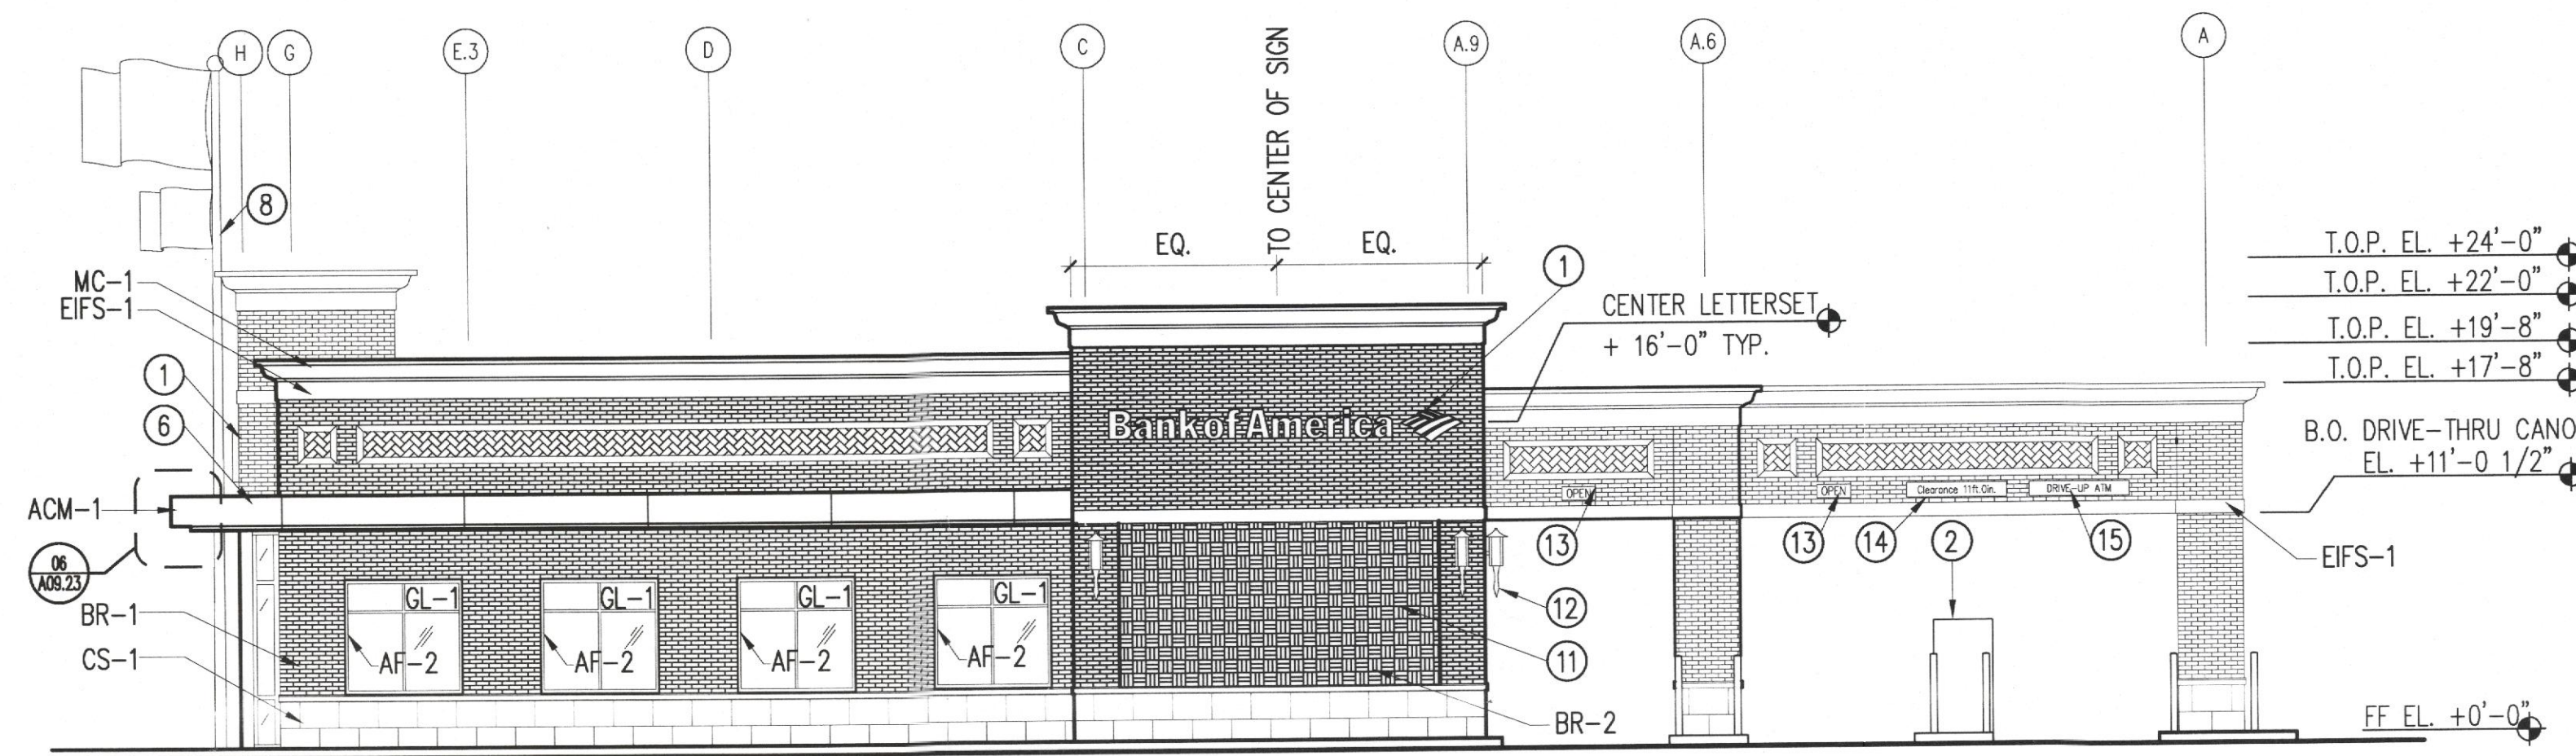 H
G
E.3
D
C
TO CENTER OF SIGN
A.9
A.6
A
8
EQ.
EQ.
1
MC-1
EIFS-1
CENTER LETTERSET
+ 16'-0" TYP.
T.O.P. EL. +24'-0"
T.O.P. EL. +22'-0"
T.O.P. EL. +19'-8"
T.O.P. EL. +17'-8"
1
6
Bank of America
B.O. DRIVE-THRU CANO
EL. +11'-0 1/2"
ACM-1
OPEN
OPEN
Clearance 11ft.0in.
DRIVE-UP ATM
13
13
14
2
15
EIFS-1
06
A09.23
GL-1
GL-1
GL-1
GL-1
12
BR-1
AF-2
AF-2
AF-2
AF-2
11
CS-1
BR-2
FF EL. +0'-0"